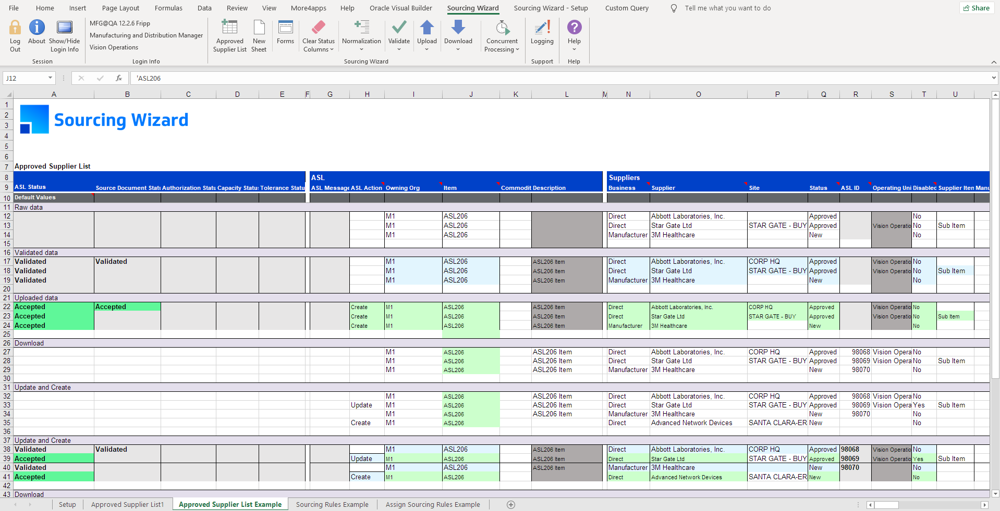 File Home Insert Page Layout Formulas Data Review View More4apps Help Oracle Visual Builder Sourcing Wizard Sourcing Wizard - Setup Custom Query Tell me what you want to do Share
Log Out About Show/Hide Login Info
MFG@QA 12.2.6 Fripp
Manufacturing and Distribution Manager
Vision Operations
Approved Supplier List New Sheet Forms Clear Status Columns Normalization Validate Upload Download Concurrent Processing Logging Help
Session Login Info Sourcing Wizard Support Help
J12 fx 'ASL206
A B C D E F G H I J K L M N O P Q R S T U
1
2 Sourcing Wizard
3
4
5
6
7 Approved Supplier List
8 ASL Suppliers
9 ASL Status Source Document Stat Authorization Stat Capacity Status Tolerance Statu ASL Message ASL Action Owning Org Item Commodit Description Business Supplier Site Status ASL ID Operating Uni Disabled Supplier Item Manu
10 Default Values
11 Raw data
12 M1 ASL206 Direct Abbott Laboratories, Inc. Approved No
13 M1 ASL206 Direct Star Gate Ltd STAR GATE - BUY Approved Vision Operatio No Sub Item
14 M1 ASL206 Manufacturer 3M Healthcare New No
15
16 Validated data
17 Validated Validated M1 ASL206 ASL206 Item Direct Abbott Laboratories, Inc. CORP HQ Approved Vision Operatio No
18 Validated M1 ASL206 ASL206 Item Direct Star Gate Ltd STAR GATE - BUY Approved Vision Operatio No Sub Item
19 Validated M1 ASL206 ASL206 Item Manufacturer 3M Healthcare New No
20
21 Uploaded data
22 Accepted Accepted Create M1 ASL206 ASL206 Item Direct Abbott Laboratories, Inc. CORP HQ Approved Vision Operatio No
23 Accepted Create M1 ASL206 ASL206 Item Direct Star Gate Ltd STAR GATE - BUY Approved Vision Operatio No Sub Item
24 Accepted Create M1 ASL206 ASL206 Item Manufacturer 3M Healthcare New No
25
26 Download
27 M1 ASL206 ASL206 Item Direct Abbott Laboratories, Inc. CORP HQ Approved 98068 Vision Opera No
28 M1 ASL206 ASL206 Item Direct Star Gate Ltd STAR GATE - BUY Approved 98069 Vision Opera No Sub Item
29 M1 ASL206 ASL206 Item Manufacturer 3M Healthcare New 98070 No
30
31 Update and Create
32 M1 ASL206 ASL206 Item Direct Abbott Laboratories, Inc. CORP HQ Approved 98068 Vision Opera No
33 Update M1 ASL206 ASL206 Item Direct Star Gate Ltd STAR GATE - BUY Approved 98069 Vision Opera Yes Sub Item
34 M1 ASL206 ASL206 Item Manufacturer 3M Healthcare New 98070 No
35 Create M1 ASL206 Direct Advanced Network Devices SANTA CLARA-ER New No
36
37 Update and Create
38 Validated Validated M1 ASL206 ASL206 Item Direct Abbott Laboratories, Inc. CORP HQ Approved 98068 Vision Operatio No
39 Accepted Update M1 ASL206 ASL206 Item Direct Star Gate Ltd STAR GATE - BUY Approved 98069 Vision Operatio Yes Sub Item
40 Validated M1 ASL206 ASL206 Item Manufacturer 3M Healthcare New 98070 No
41 Accepted Create M1 ASL206 Direct Advanced Network Devices SANTA CLARA-ER New No
42
43 Download
Setup Approved Supplier List1 Approved Supplier List Example Sourcing Rules Example Assign Sourcing Rules Example